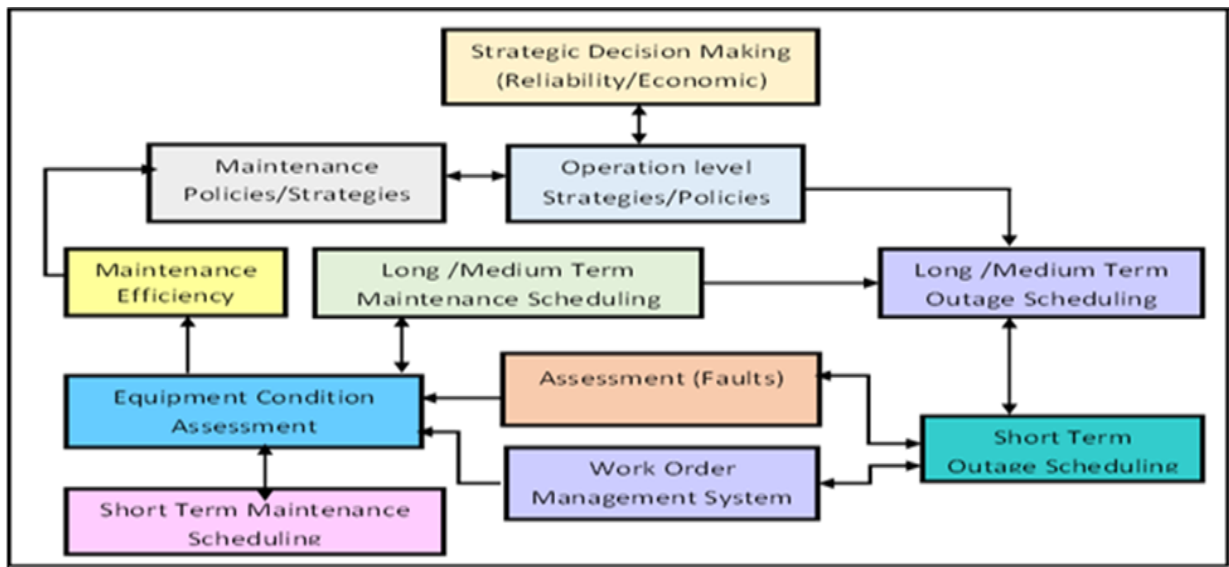 Strategic Decision Making
(Reliability/Economic)
Maintenance
Policies/Strategies
Operation level
Strategies/Policies
Maintenance
Efficiency
Long /Medium Term
Maintenance Scheduling
Long /Medium Term
Outage Scheduling
Equipment Condition
Assessment
Assessment (Faults)
Short Term
Outage Scheduling
Work Order
Management System
Short Term Maintenance
Scheduling